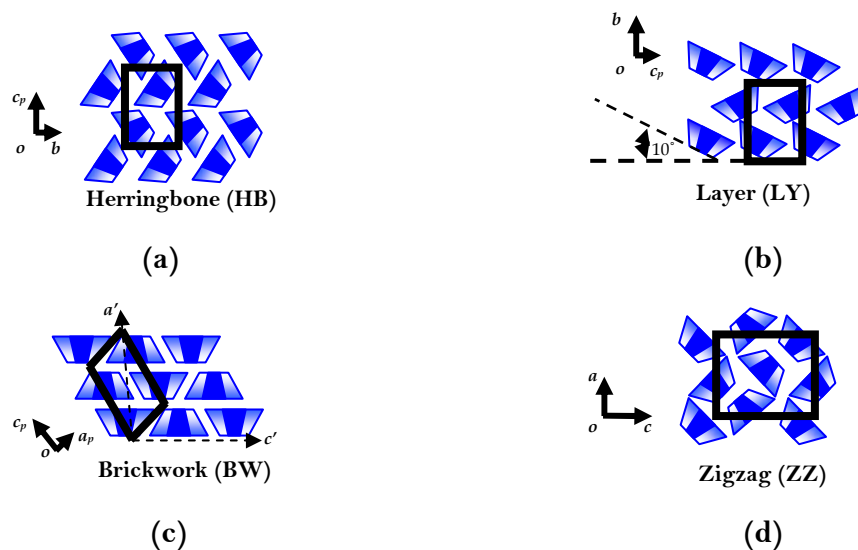 c_p
o
b
Herringbone (HB)
(a)
b
o
c_p
10°
Layer (LY)
(b)
a′
c_p
o
a_p
c′
Brickwork (BW)
(c)
a
o
c
Zigzag (ZZ)
(d)